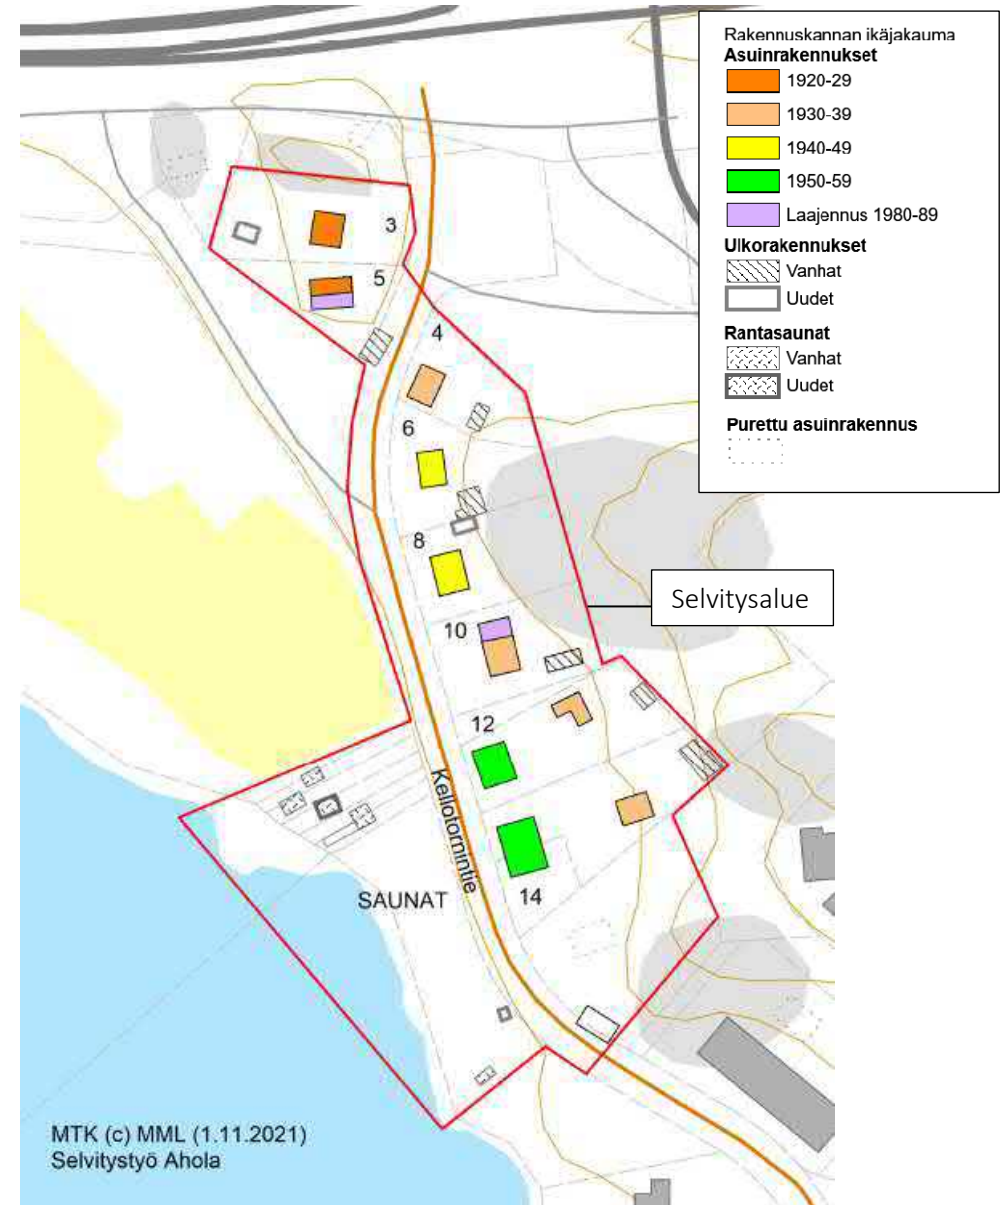 Rakennuskannan ikäjakauma
Asuinrakennukset
1920-29
1930-39
1940-49
1950-59
Laajennus 1980-89
Ulkorakennukset
Vanhat
Uudet
Rantasaunat
Vanhat
Uudet
Purettu asuinrakennus
3
5
4
6
8
10
12
14
Selvitysalue
Kellotornintie
SAUNAT
MTK (c) MML (1.11.2021)
Selvitystyö Ahola